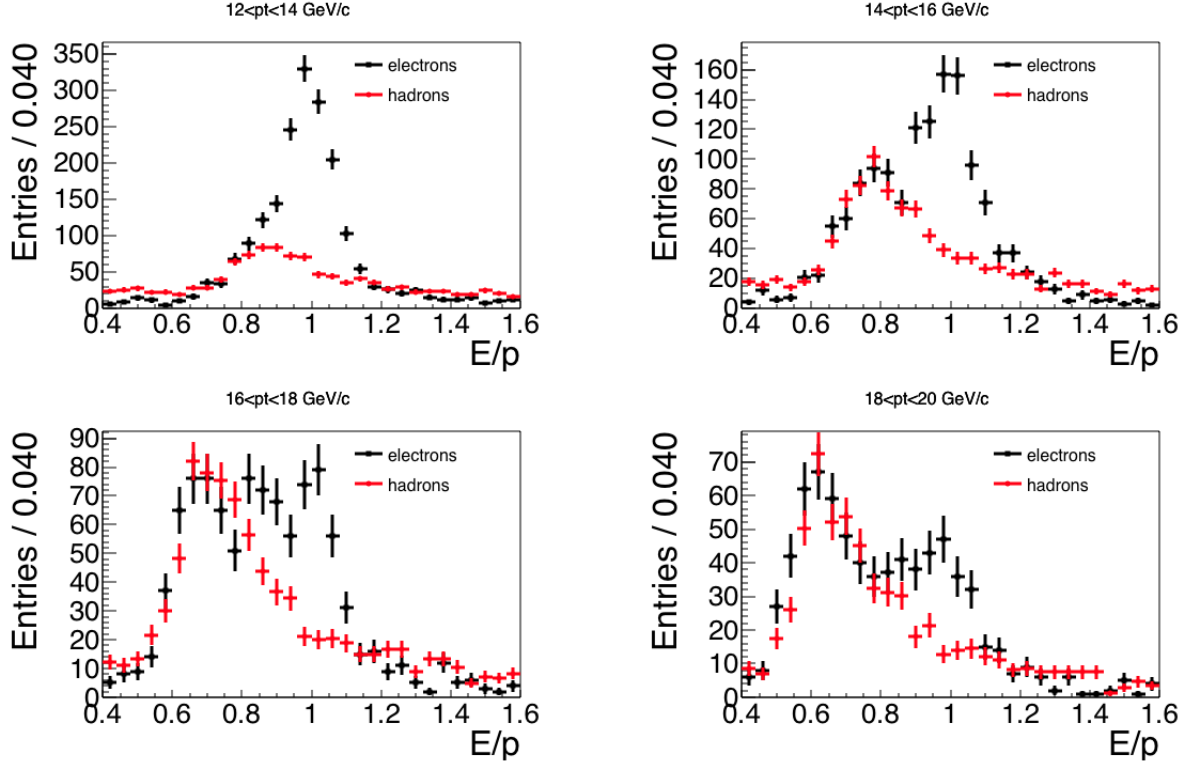 12<pt<14 GeV/c
Entries / 0.040
350
300
250
200
150
100
50
0
electrons
hadrons
0.4 0.6 0.8 1 1.2 1.4 1.6
E/p
14<pt<16 GeV/c
Entries / 0.040
160
140
120
100
80
60
40
20
0
electrons
hadrons
0.4 0.6 0.8 1 1.2 1.4 1.6
E/p
16<pt<18 GeV/c
Entries / 0.040
90
80
70
60
50
40
30
20
10
0
electrons
hadrons
0.4 0.6 0.8 1 1.2 1.4 1.6
E/p
18<pt<20 GeV/c
Entries / 0.040
70
60
50
40
30
20
10
0
electrons
hadrons
0.4 0.6 0.8 1 1.2 1.4 1.6
E/p